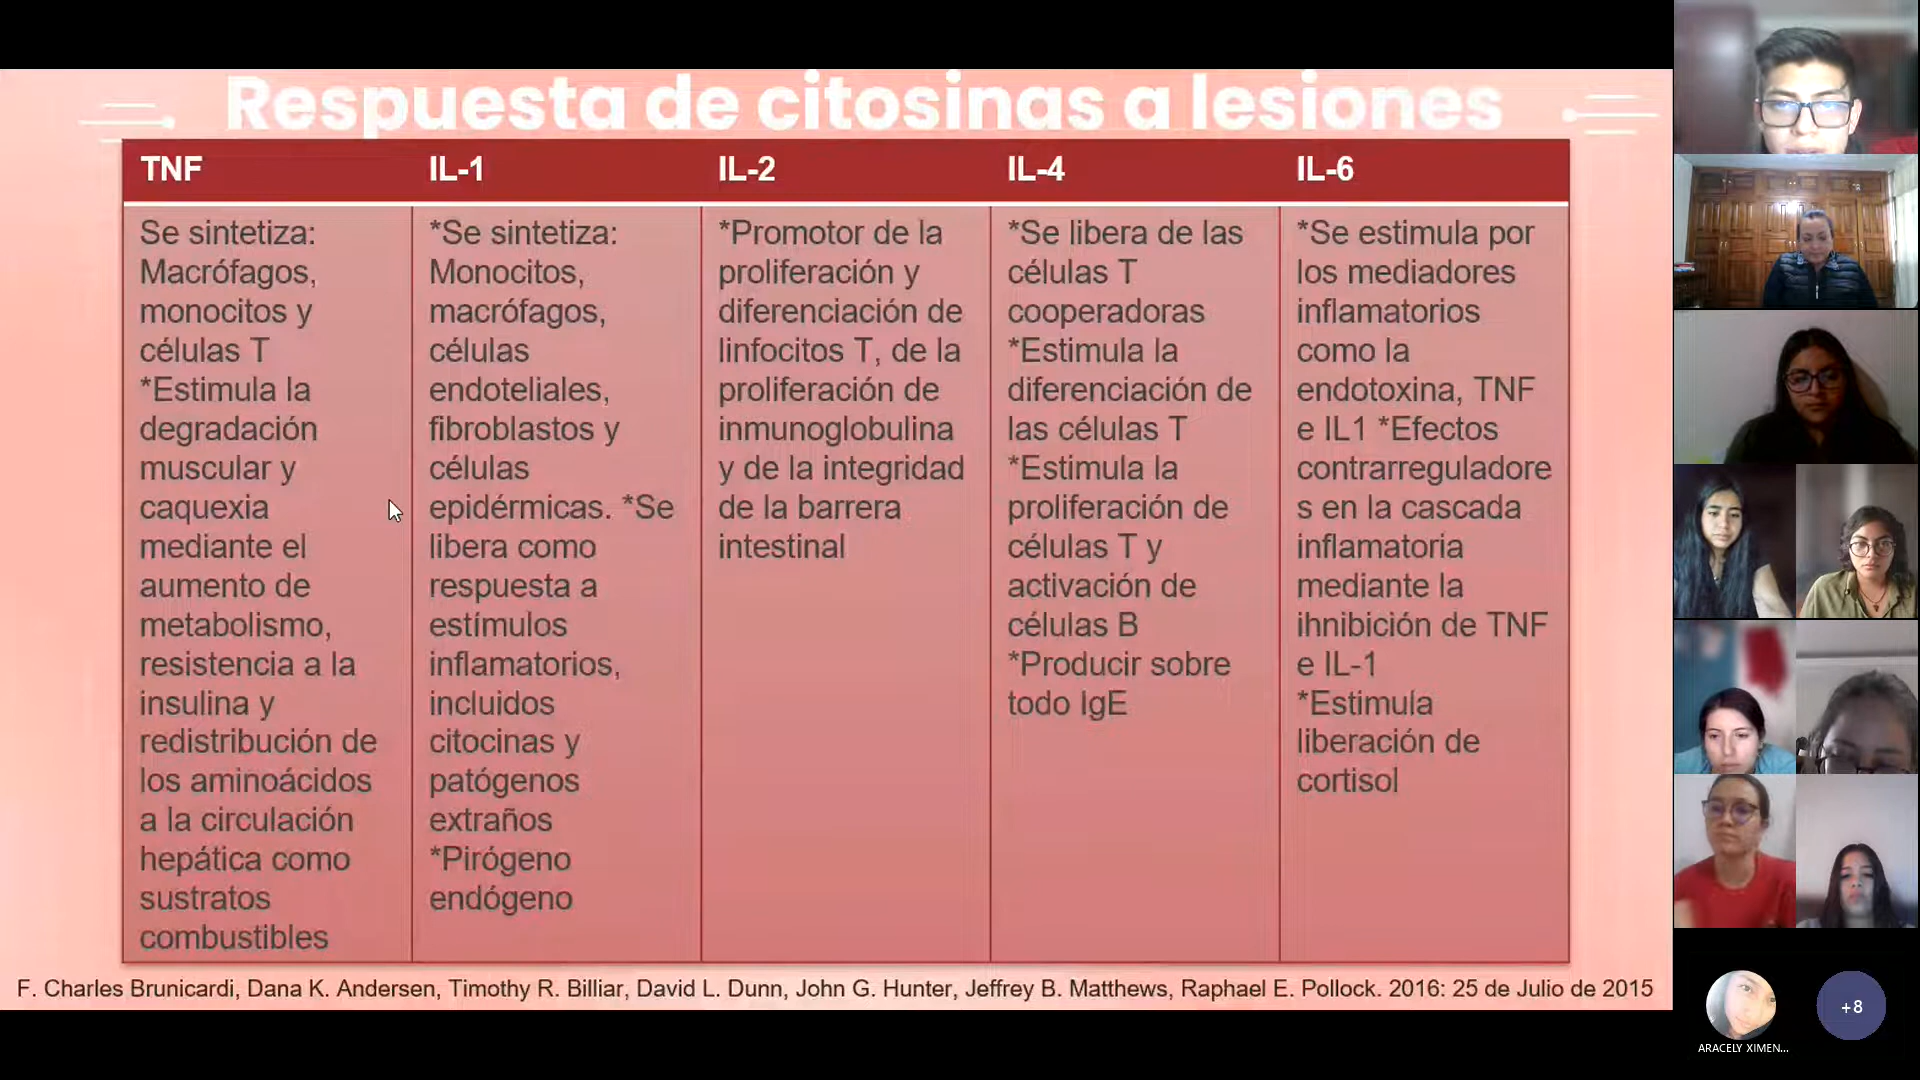 Respuesta de citosinas a lesiones
TNF
Se sintetiza:
Macrófagos,
monocitos y
células T
*Estimula la
degradación
muscular y
caquexia
mediante el
aumento de
metabolismo,
resistencia a la
insulina y
redistribución de
los aminoácidos
a la circulación
hepática como
sustratos
combustibles
IL-1
*Se sintetiza:
Monocitos,
macrófagos,
células
endoteliales,
fibroblastos y
células
epidérmicas. *Se
libera como
respuesta a
estímulos
inflamatorios,
incluidos
citocinas y
patógenos
extraños
*Pirógeno
endógeno
IL-2
*Promotor de la
proliferación y
diferenciación de
linfocitos T, de la
proliferación de
inmunoglobulina
y de la integridad
de la barrera
intestinal
IL-4
*Se libera de las
células T
cooperadoras
*Estimula la
diferenciación de
las células T
*Estimula la
proliferación de
células T y
activación de
células B
*Producir sobre
todo IgE
IL-6
*Se estimula por
los mediadores
inflamatorios
como la
endotoxina, TNF
e IL1 *Efectos
contrarreguladore
s en la cascada
inflamatoria
mediante la
ihnibición de TNF
e IL-1
*Estimula
liberación de
cortisol
F. Charles Brunicardi, Dana K. Andersen, Timothy R. Billiar, David L. Dunn, John G. Hunter, Jeffrey B. Matthews, Raphael E. Pollock. 2016: 25 de Julio de 2015
+8
ARACELY XIMEN...